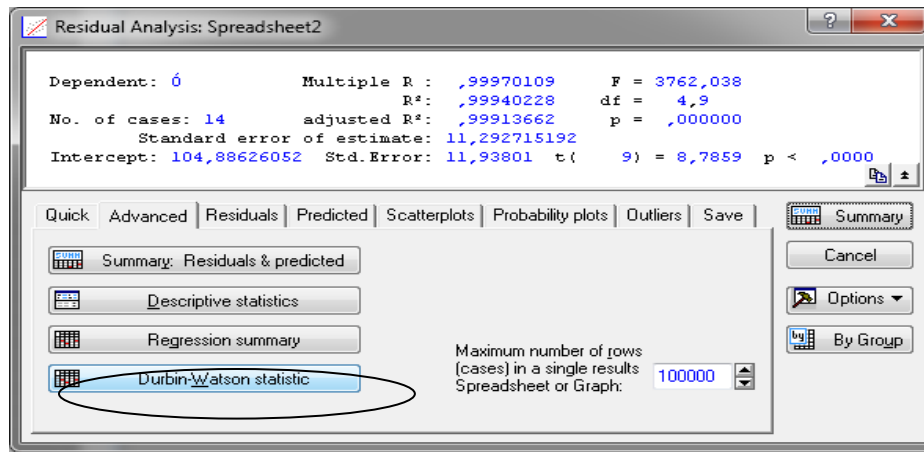 Residual Analysis: Spreadsheet2
Dependent: Ó Multiple R : ,99970109 F = 3762,038
R²: ,99940228 df = 4,9
No. of cases: 14 adjusted R²: ,99913662 p = ,000000
Standard error of estimate: 11,292715192
Intercept: 104,88626052 Std.Error: 11,93801 t( 9) = 8,7859 p < ,0000
Quick Advanced Residuals Predicted Scatterplots Probability plots Outliers Save
Summary
Summary: Residuals & predicted
Cancel
Descriptive statistics
Options
Regression summary
By Group
Maximum number of rows
(cases) in a single results
Spreadsheet or Graph: 100000
Durbin-Watson statistic